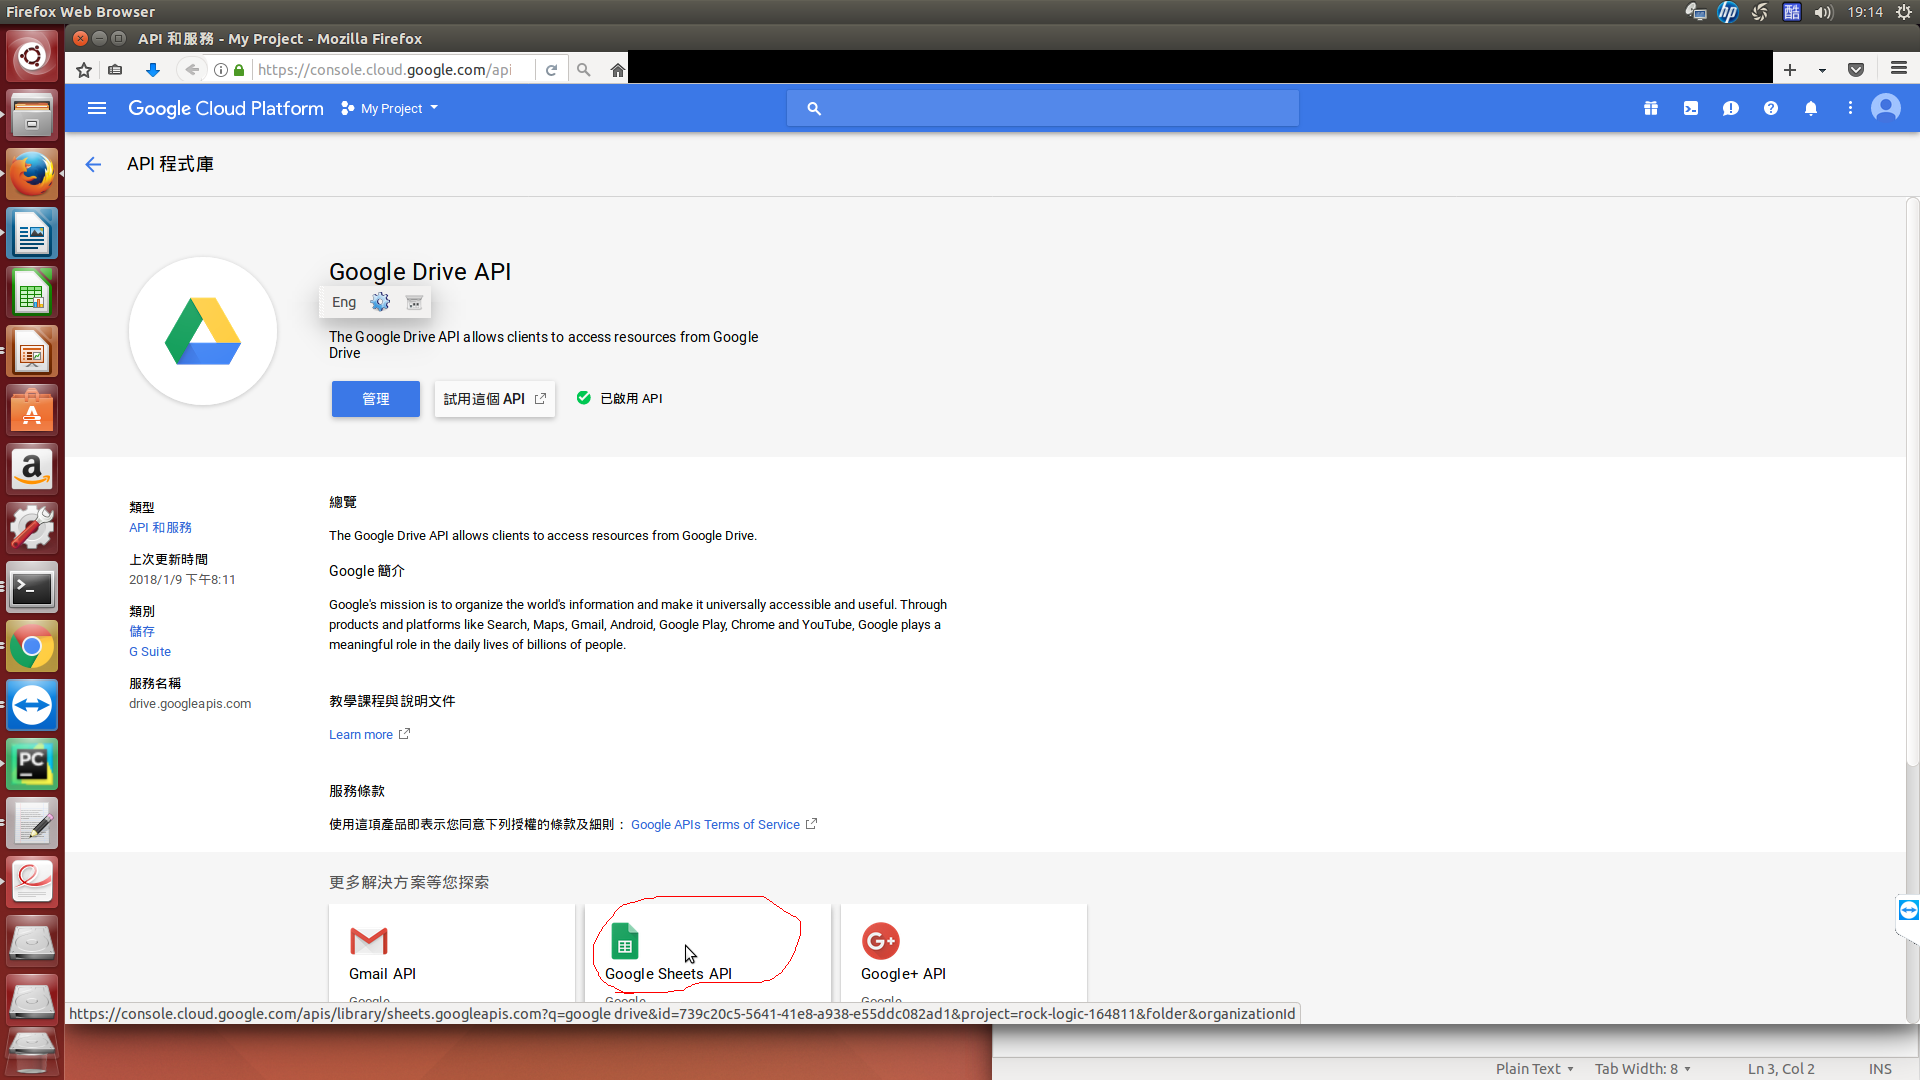 Firefox Web Browser
19:14
API 和服務 - My Project - Mozilla Firefox
https://console.cloud.google.com/api
Google Cloud Platform
My Project
API 程式庫
Google Drive API
Eng
The Google Drive API allows clients to access resources from Google
Drive
管理
試用這個 API
已啟用 API
類型
API 和服務
上次更新時間
2018/1/9 下午8:11
類別
儲存
G Suite
服務名稱
drive.googleapis.com
總覽
The Google Drive API allows clients to access resources from Google Drive.
Google 簡介
Google's mission is to organize the world's information and make it universally accessible and useful. Through
products and platforms like Search, Maps, Gmail, Android, Google Play, Chrome and YouTube, Google plays a
meaningful role in the daily lives of billions of people.
教學課程與說明文件
Learn more
服務條款
使用這項產品即表示您同意下列授權的條款及細則： Google APIs Terms of Service
更多解決方案等您探索
Gmail API
Google
Google Sheets API
Google
G+
Google+ API
Google
https://console.cloud.google.com/apis/library/sheets.googleapis.com?q=google drive&id=739c20c5-5641-41e8-a938-e55ddc082ad1&project=rock-logic-164811&folder&organizationId
Plain Text
Tab Width: 8
Ln 3, Col 2
INS
hp
酷
a
PC